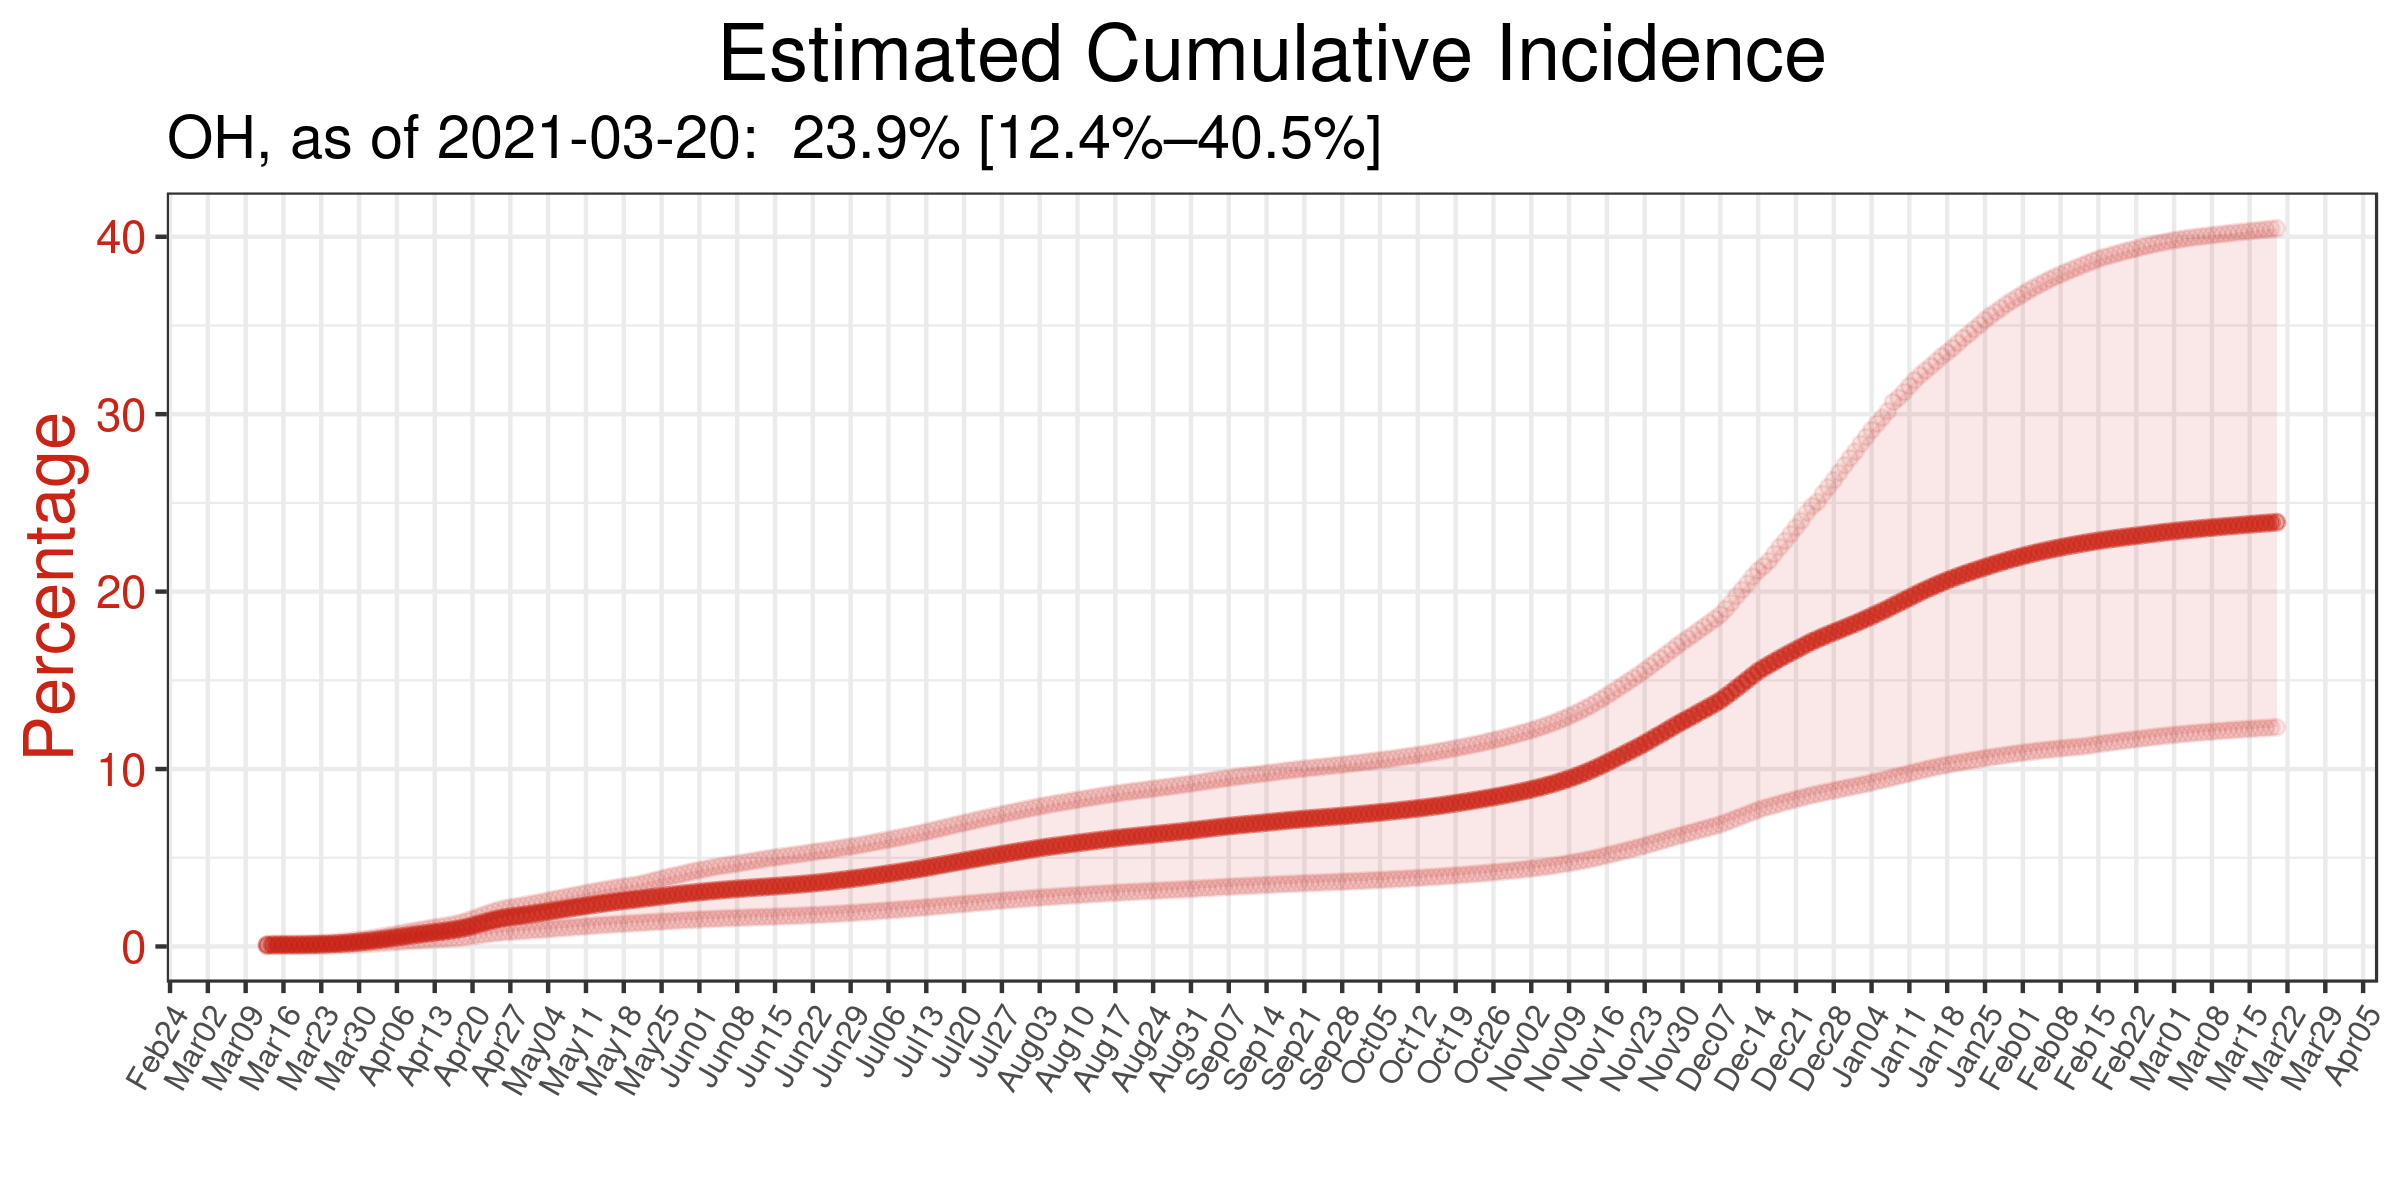 Estimated Cumulative Incidence
OH, as of 2021-03-20:  23.9% [12.4%–40.5%]
Percentage
40
30
20
10
0
Feb24
Mar02
Mar09
Mar16
Mar23
Mar30
Apr06
Apr13
Apr20
Apr27
May04
May11
May18
May25
Jun01
Jun08
Jun15
Jun22
Jun29
Jul06
Jul13
Jul20
Jul27
Aug03
Aug10
Aug17
Aug24
Aug31
Sep07
Sep14
Sep21
Sep28
Oct05
Oct12
Oct19
Oct26
Nov02
Nov09
Nov16
Nov23
Nov30
Dec07
Dec14
Dec21
Dec28
Jan04
Jan11
Jan18
Jan25
Feb01
Feb08
Feb15
Feb22
Mar01
Mar08
Mar15
Mar22
Mar29
Apr05